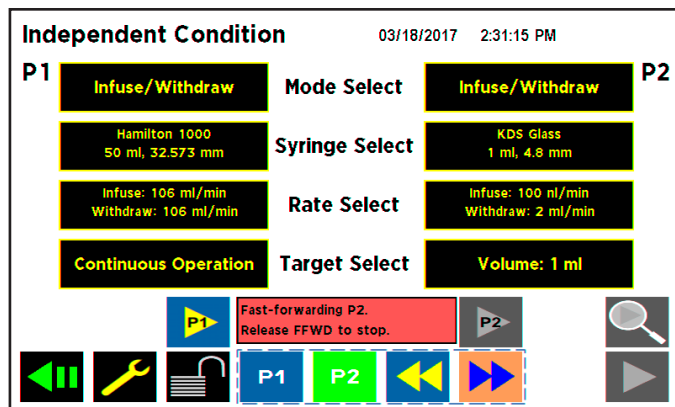 Independent Condition 03/18/2017 2:31:15 PM
P1 Infuse/Withdraw Mode Select Infuse/Withdraw P2
Hamilton 1000
50 ml, 32.573 mm
Syringe Select
KDS Glass
1 ml, 4.8 mm
Infuse: 106 ml/min
Withdraw: 106 ml/min
Rate Select
Infuse: 100 nl/min
Withdraw: 2 ml/min
Continuous Operation Target Select Volume: 1 ml
P1
Fast-forwarding P2.
Release FFWD to stop.
P2
P1 P2